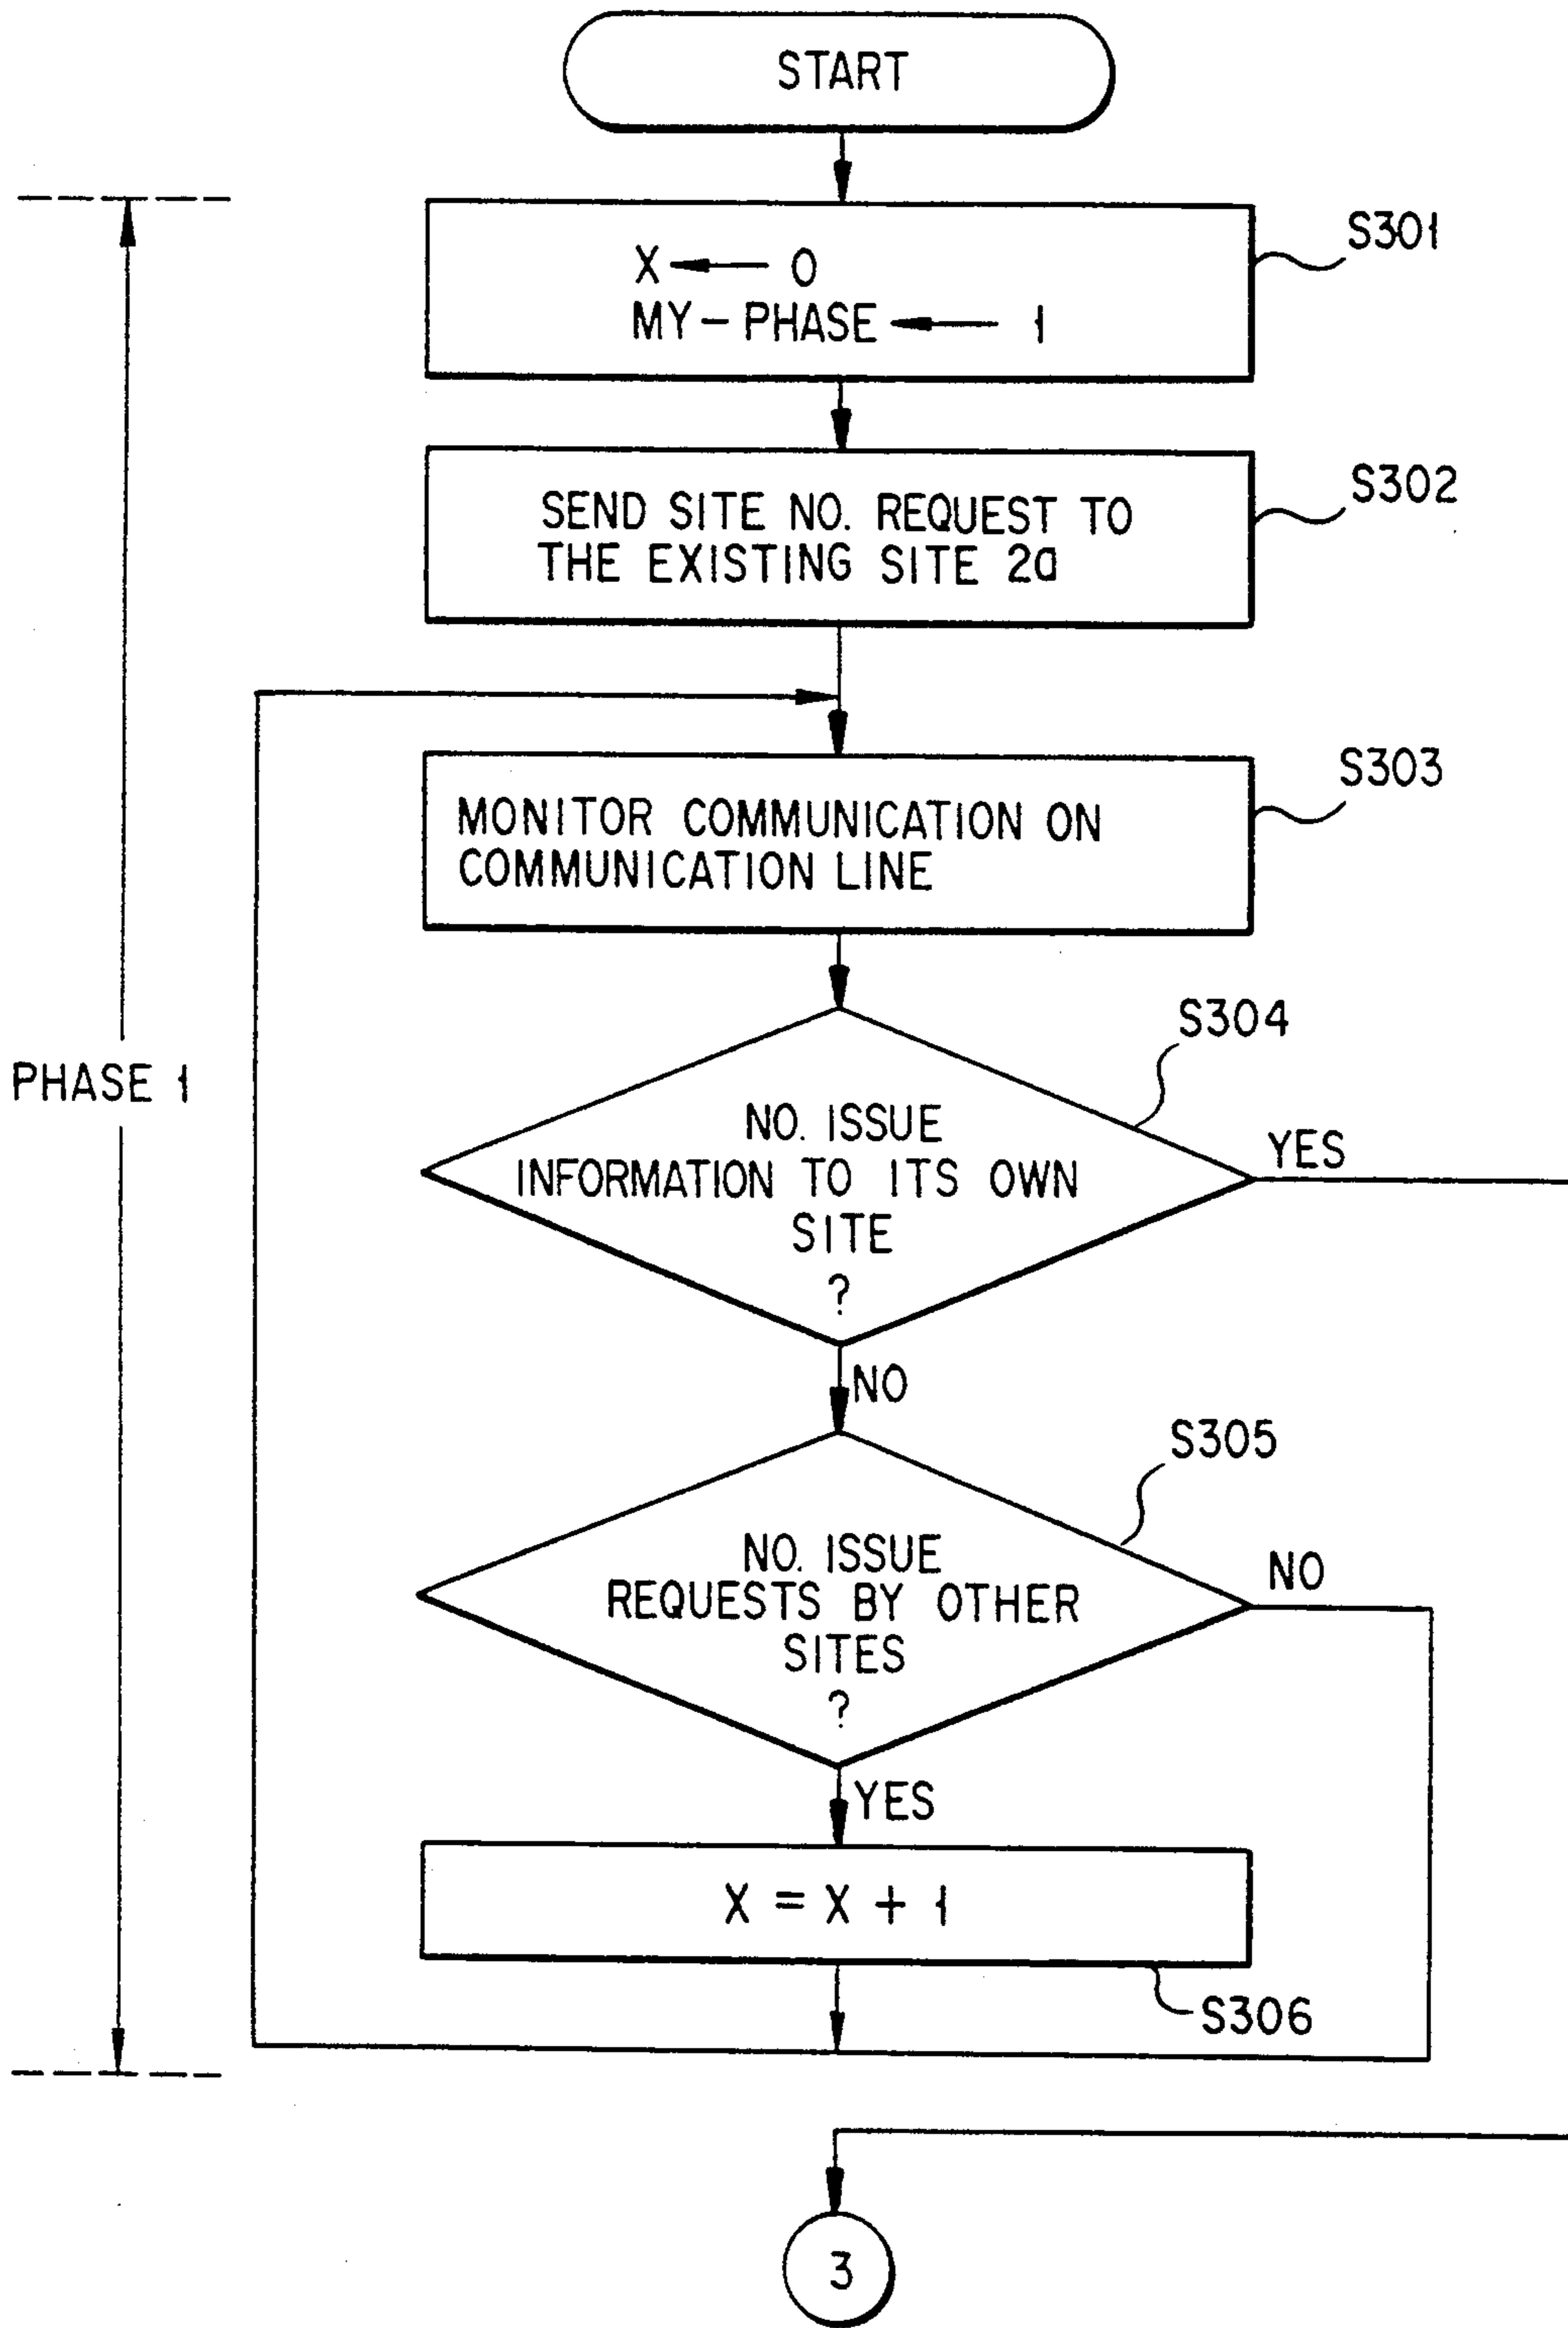 START
S301
X ← 0
MY-PHASE ← 1
S302
SEND SITE NO. REQUEST TO
THE EXISTING SITE 2a
S303
MONITOR COMMUNICATION ON
COMMUNICATION LINE
S304
PHASE 1
NO. ISSUE
INFORMATION TO ITS OWN
SITE
?
YES
NO
S305
NO. ISSUE
REQUESTS BY OTHER
SITES
?
NO
YES
X = X + 1
S306
3